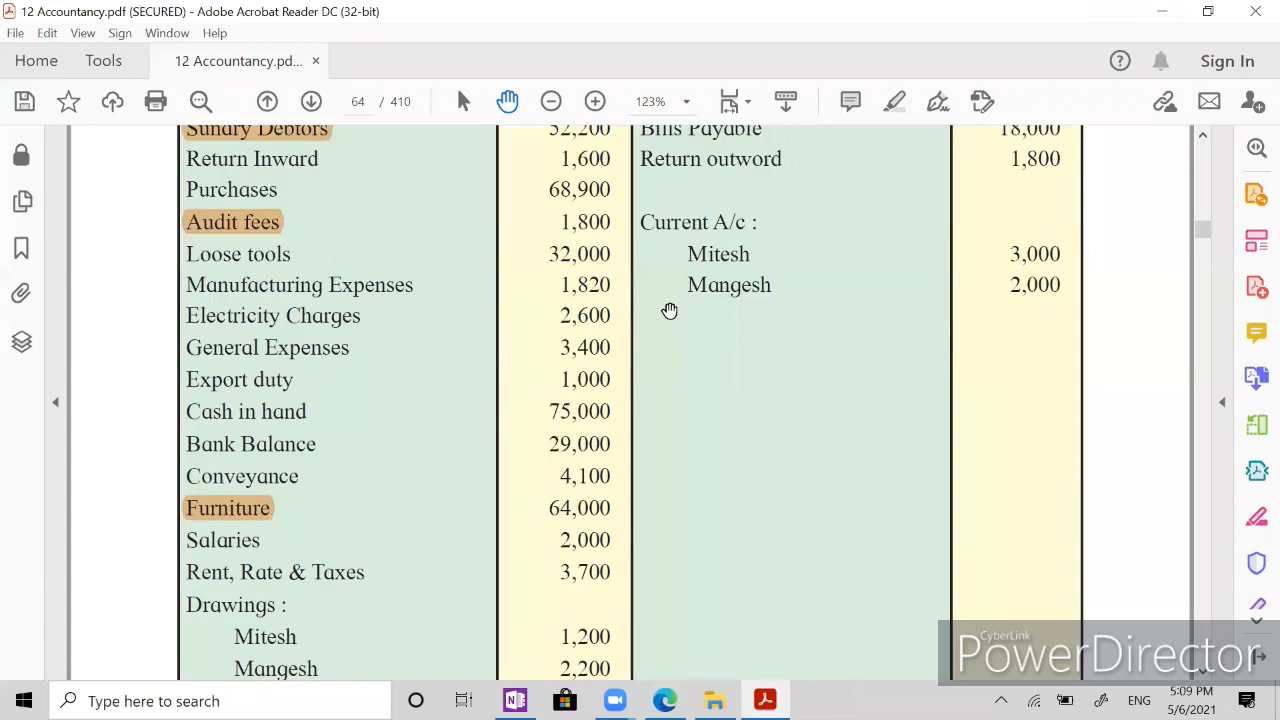 12 Accountancy.pdf (SECURED) - Adobe Acrobat Reader DC (32-bit)
File Edit View Sign Window Help
Home Tools 12 Accountancy.pd... × Sign In
64 / 410 123%
Sundry Debtors 52,200 Bills Payable 18,000
Return Inward 1,600 Return outword 1,800
Purchases 68,900
Audit fees 1,800 Current A/c :
Loose tools 32,000 Mitesh 3,000
Manufacturing Expenses 1,820 Mangesh 2,000
Electricity Charges 2,600
General Expenses 3,400
Export duty 1,000
Cash in hand 75,000
Bank Balance 29,000
Conveyance 4,100
Furniture 64,000
Salaries 2,000
Rent, Rate & Taxes 3,700
Drawings :
Mitesh 1,200
Mangesh 2,200
CyberLink
PowerDirector
Type here to search ENG 5:09 PM
5/6/2021